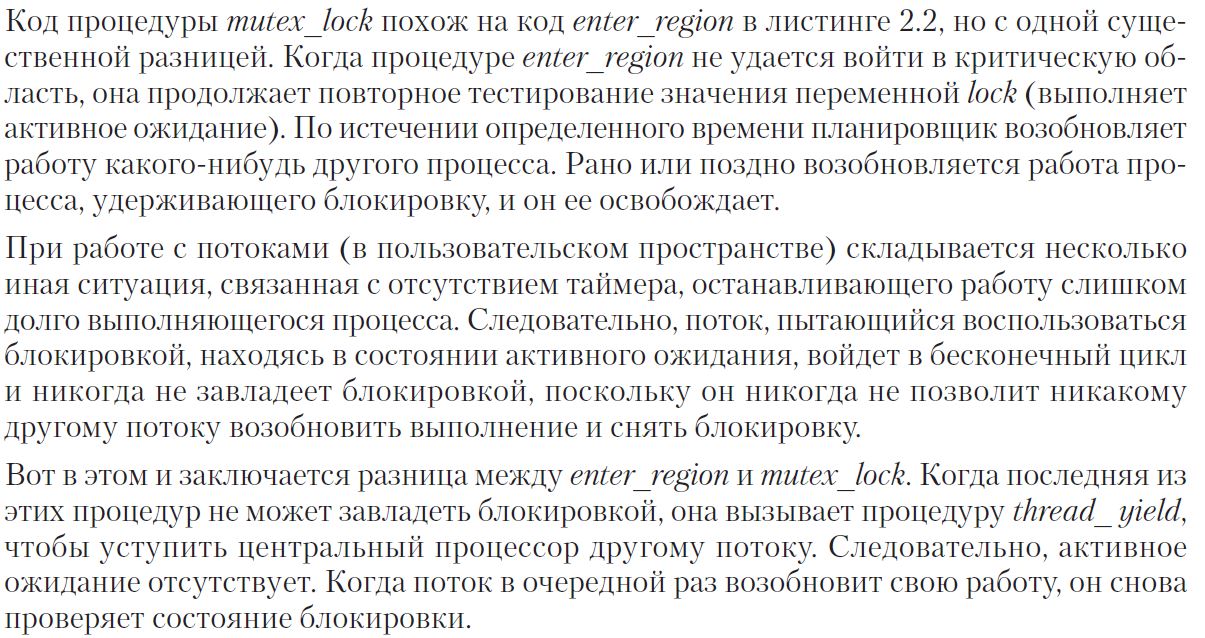 Код процедуры mutex_lock похож на код enter_region в листинге 2.2, но с одной суще-
ственной разницей. Когда процедуре enter_region не удается войти в критическую об-
ласть, она продолжает повторное тестирование значения переменной lock (выполняет
активное ожидание). По истечении определенного времени планировщик возобновляет
работу какого-нибудь другого процесса. Рано или поздно возобновляется работа про-
цесса, удерживающего блокировку, и он ее освобождает.
При работе с потоками (в пользовательском пространстве) складывается несколько
иная ситуация, связанная с отсутствием таймера, останавливающего работу слишком
долго выполняющегося процесса. Следовательно, поток, пытающийся воспользоваться
блокировкой, находясь в состоянии активного ожидания, войдет в бесконечный цикл
и никогда не завладеет блокировкой, поскольку он никогда не позволит никакому
другому потоку возобновить выполнение и снять блокировку.
Вот в этом и заключается разница между enter_region и mutex_lock. Когда последняя из
этих процедур не может завладеть блокировкой, она вызывает процедуру thread_ yield,
чтобы уступить центральный процессор другому потоку. Следовательно, активное
ожидание отсутствует. Когда поток в очередной раз возобновит свою работу, он снова
проверяет состояние блокировки.